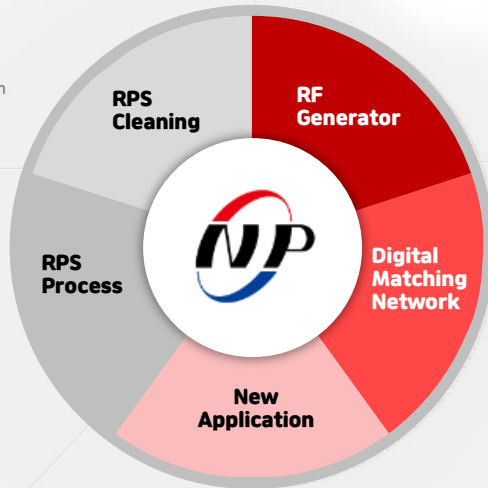 RPS
Cleaning
RF
Generator
RPS
Process
NP
Digital
Matching
Network
New
Application